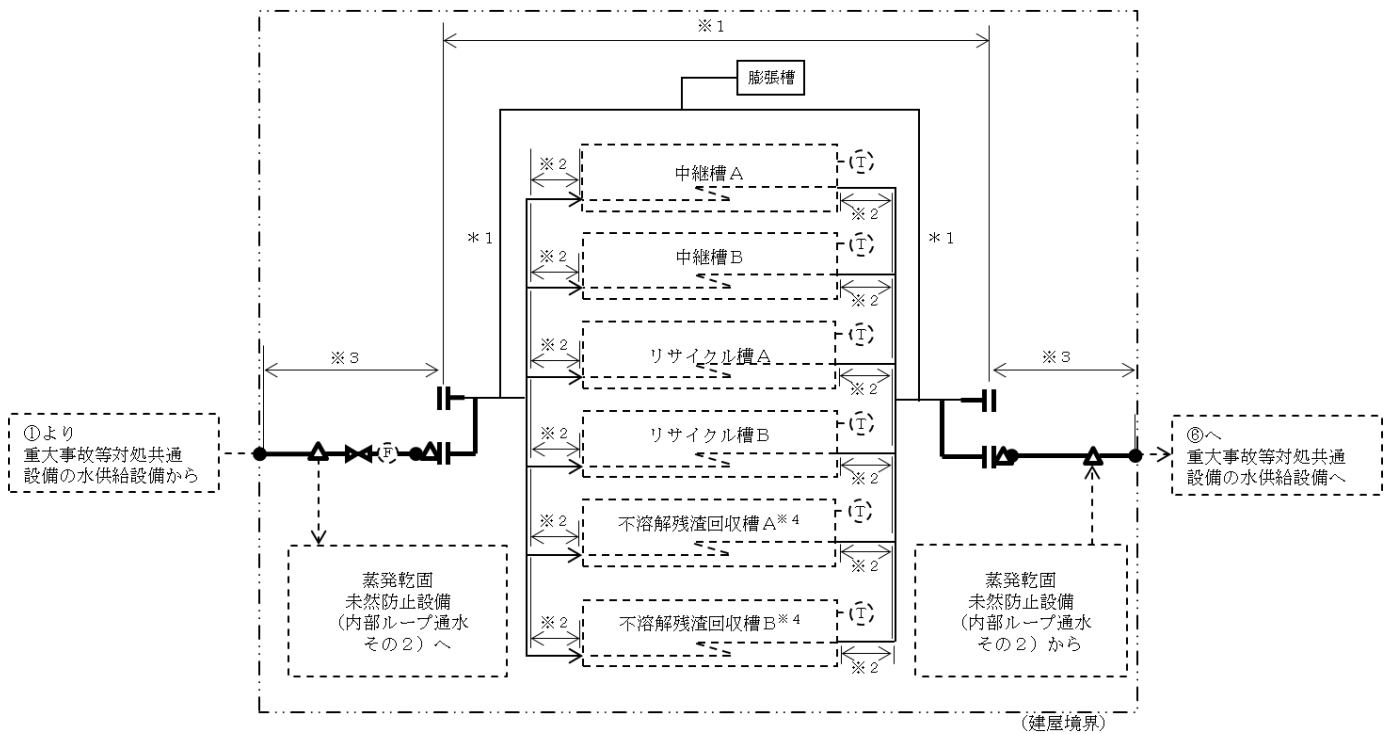 ※1
膨張槽
※2
中継槽A
T
※2
*1
*1
※2
中継槽B
T
※2
※3
※2
リサイクル槽A
T
※2
※3
①より
重大事故等対処共通
設備の水供給設備から
F
※2
リサイクル槽B
T
※2
⑥へ
重大事故等対処共通
設備の水供給設備へ
※2
不溶解残渣回収槽A※4
T
※2
蒸発乾固
未然防止設備
(内部ループ通水
その2)へ
※2
不溶解残渣回収槽B※4
T
※2
蒸発乾固
未然防止設備
(内部ループ通水
その2)から
(建屋境界)